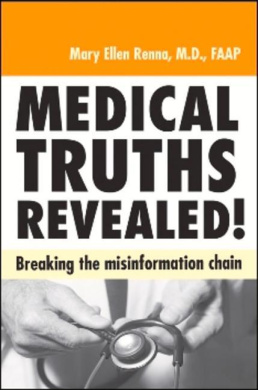 Mary Ellen Renna, M.D., FAAP
MEDICAL
TRUTHS
REVEALED!
Breaking the misinformation chain